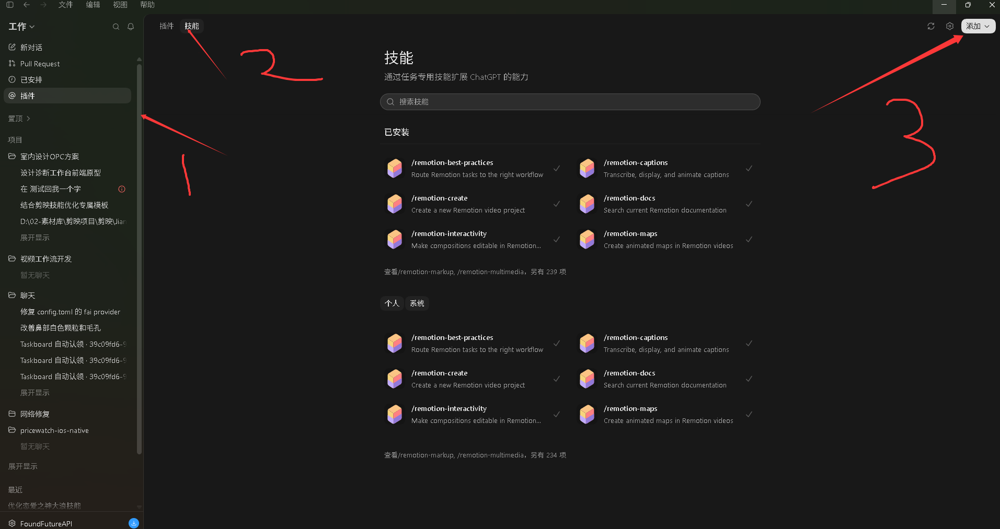 文件 编辑 视图 帮助
工作
新对话
Pull Request
已安排
插件
置顶
项目
室内设计OPC方案
设计诊断工作台前端原型
在 测试回我一个字
结合剪映技能优化专属模板
D:\02-素材库\剪映项目\剪映\Jian
展开显示
视频工作流开发
暂无聊天
聊天
修复 config.toml 的 fai provider
改善鼻部白色颗粒和毛孔
Taskboard 自动认领 · 39c09fd6-9
Taskboard 自动认领 · 39c09fd6-9
Taskboard 自动认领 · 39c09fd6-9
展开显示
网络修复
pricewatch-ios-native
暂无聊天
展开显示
最近
优化恋爱之神大浪技能
FoundFutureAPI
插件 技能
添加
1
2
3
技能
通过任务专用技能扩展 ChatGPT 的能力
搜索技能
已安装
/remotion-best-practices
Route Remotion tasks to the right workflow
/remotion-captions
Transcribe, display, and animate captions
/remotion-create
Create a new Remotion video project
/remotion-docs
Search current Remotion documentation
/remotion-interactivity
Make compositions editable in Remotion...
/remotion-maps
Create animated maps in Remotion videos
查看/remotion-markup, /remotion-multimedia，另有 239 项
个人 系统
/remotion-best-practices
Route Remotion tasks to the right workflow
/remotion-captions
Transcribe, display, and animate captions
/remotion-create
Create a new Remotion video project
/remotion-docs
Search current Remotion documentation
/remotion-interactivity
Make compositions editable in Remotion...
/remotion-maps
Create animated maps in Remotion videos
查看/remotion-markup, /remotion-multimedia，另有 234 项